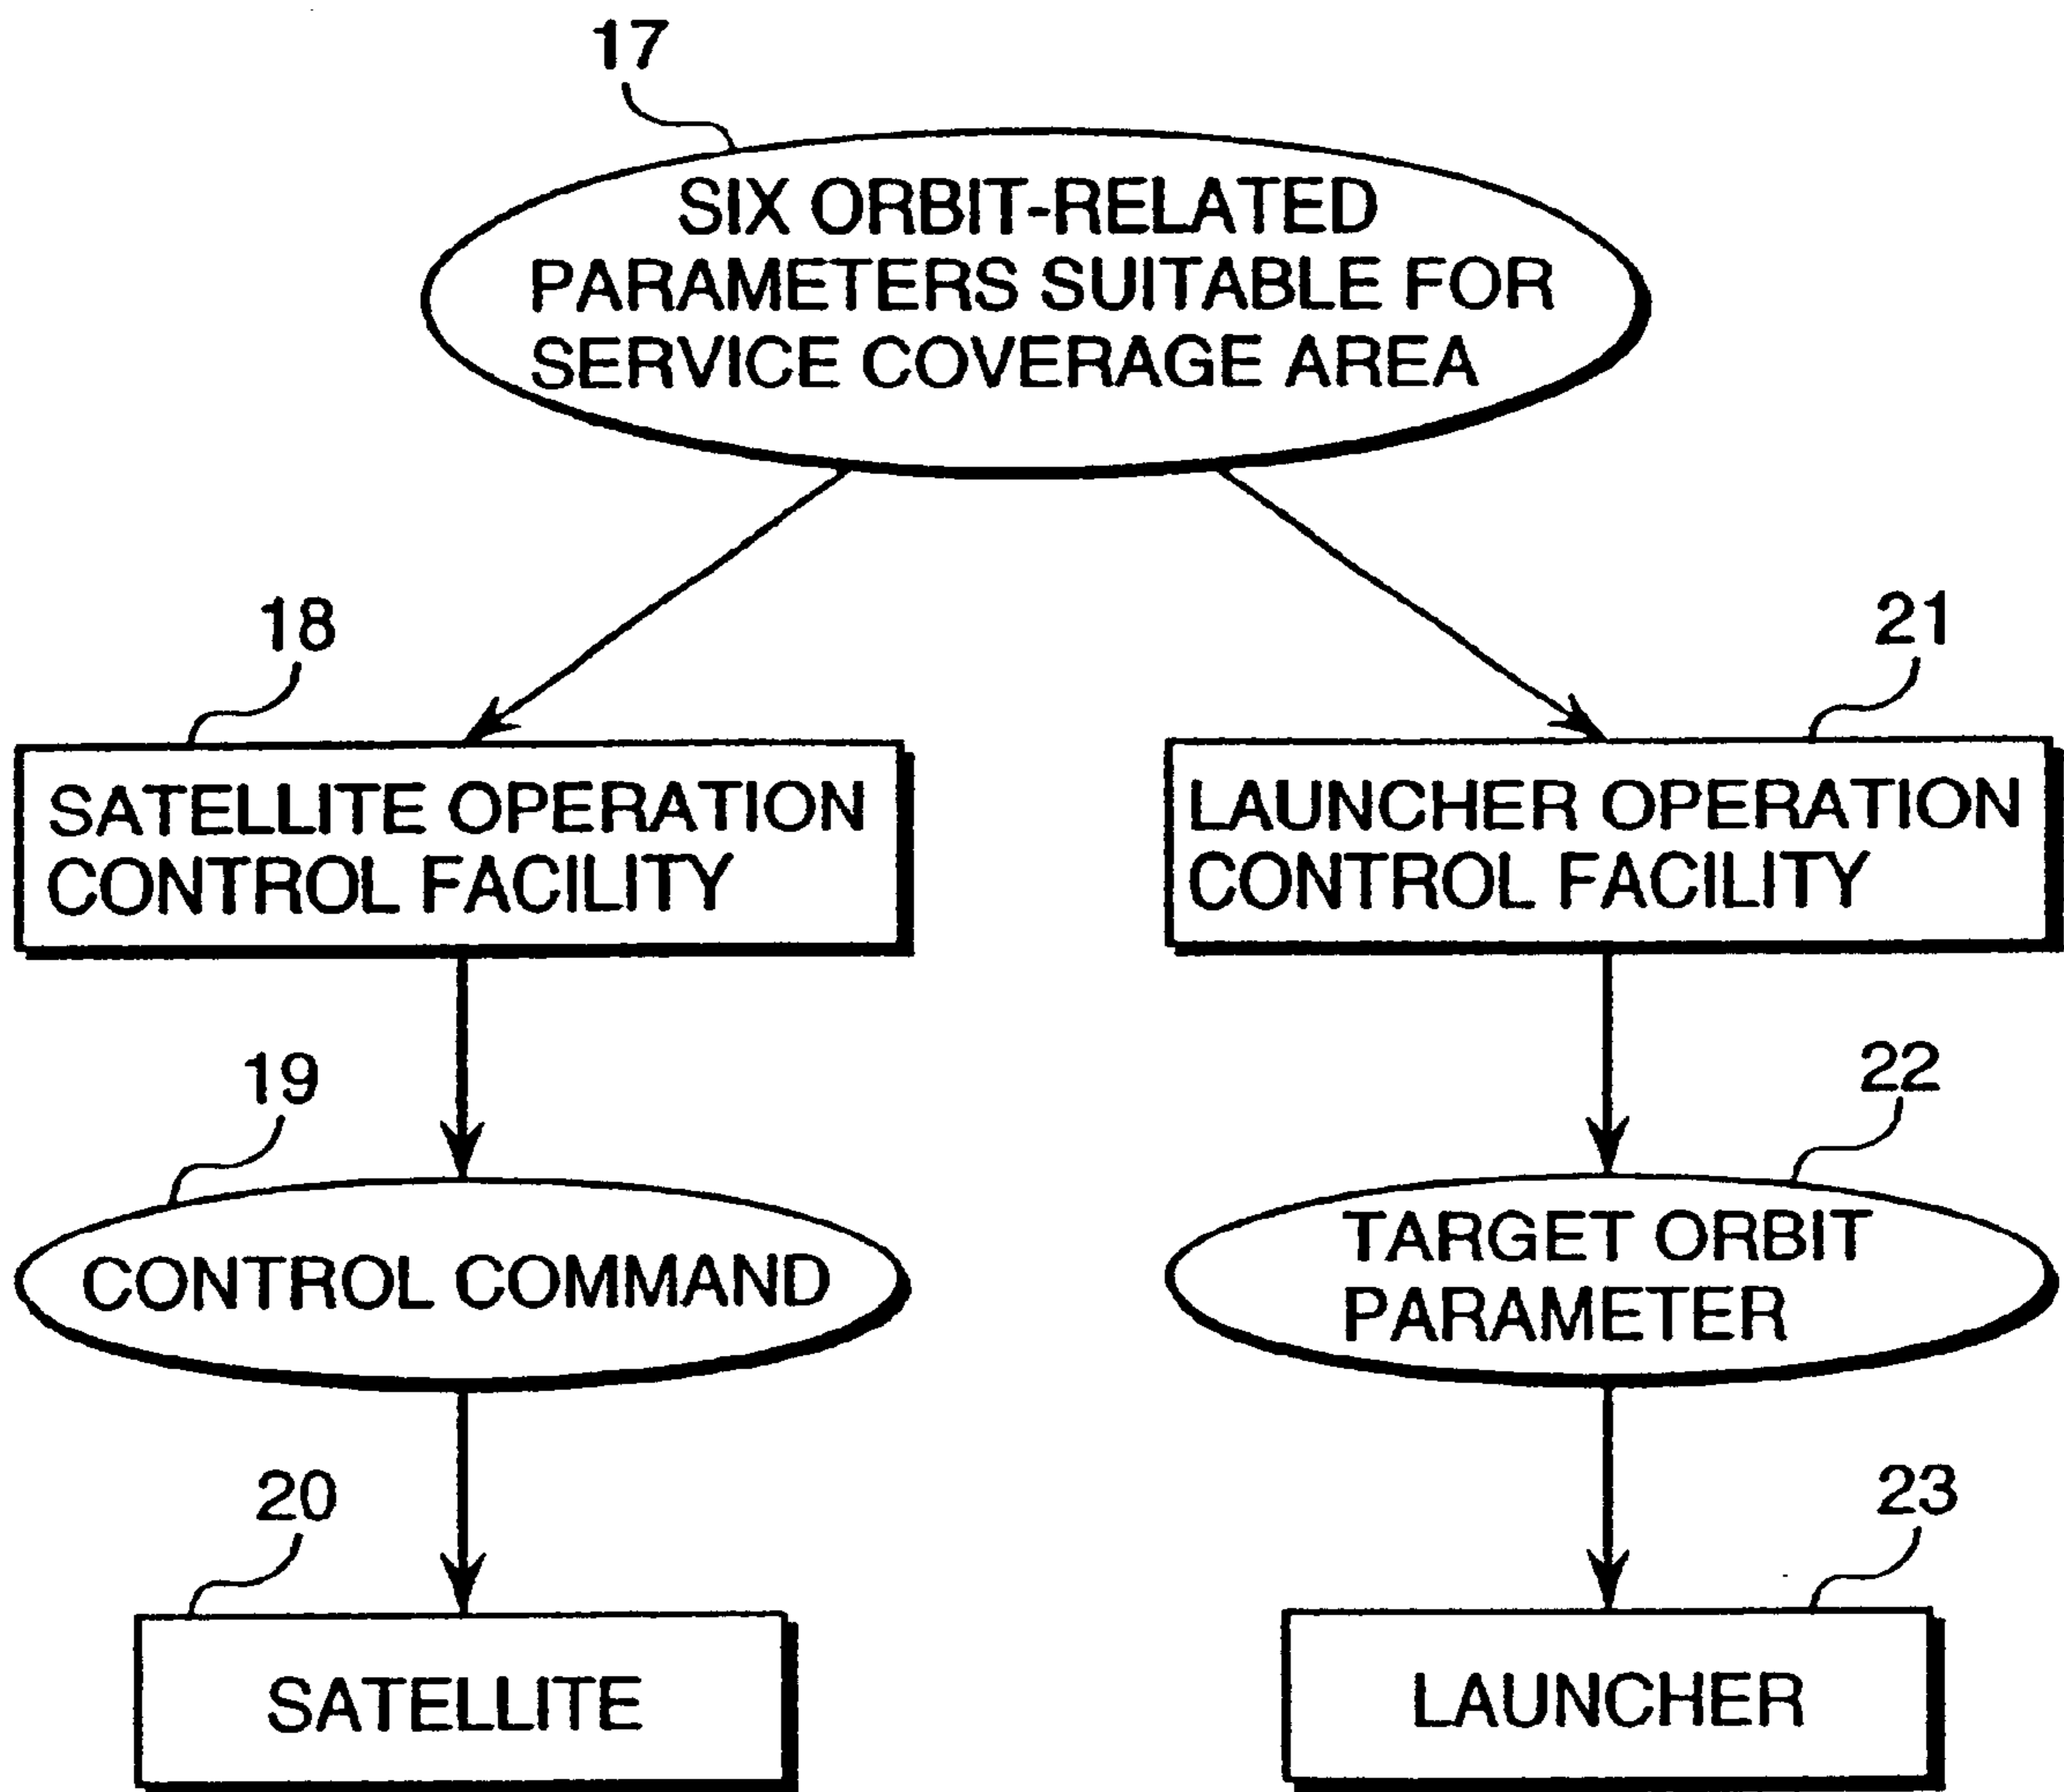 17
SIX ORBIT-RELATED
PARAMETERS SUITABLE FOR
SERVICE COVERAGE AREA
18
SATELLITE OPERATION
CONTROL FACILITY
21
LAUNCHER OPERATION
CONTROL FACILITY
19
CONTROL COMMAND
22
TARGET ORBIT
PARAMETER
20
SATELLITE
23
LAUNCHER